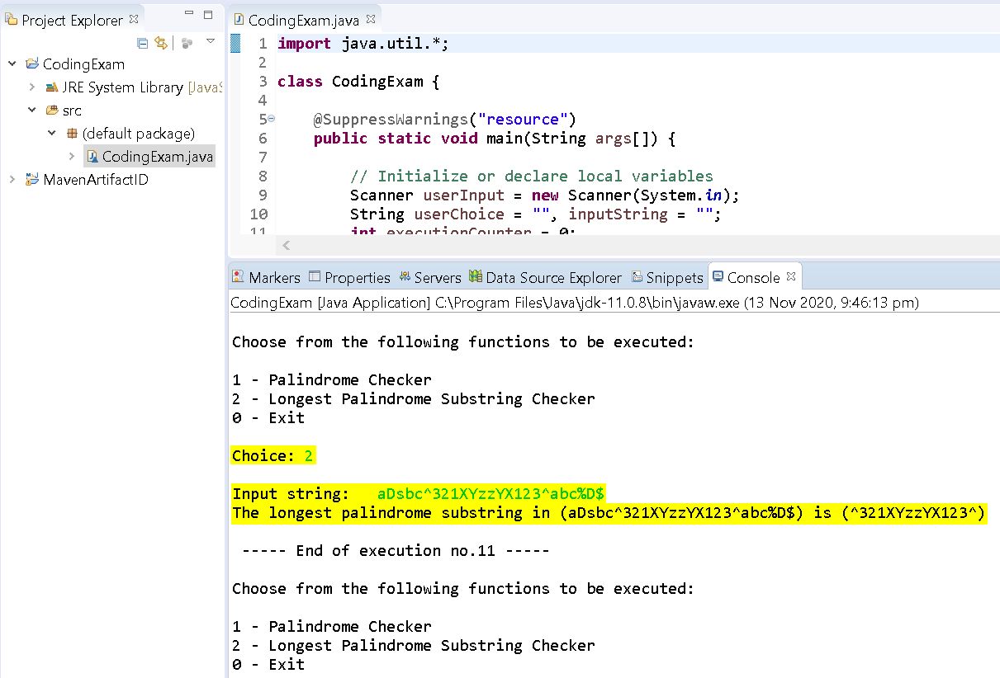 Project Explorer
CodingExam
JRE System Library [JavaS
src
(default package)
CodingExam.java
MavenArtifactID
CodingExam.java
1 import java.util.*;
2
3 class CodingExam {
4
5 @SuppressWarnings("resource")
6 public static void main(String args[]) {
7
8 // Initialize or declare local variables
9 Scanner userInput = new Scanner(System.in);
10 String userChoice = "", inputString = "";
11 int executionCounter = 0;
Markers Properties Servers Data Source Explorer Snippets Console
CodingExam [Java Application] C:\Program Files\Java\jdk-11.0.8\bin\javaw.exe (13 Nov 2020, 9:46:13 pm)
Choose from the following functions to be executed:
1 - Palindrome Checker
2 - Longest Palindrome Substring Checker
0 - Exit
Choice: 2
Input string: aDsbc^321XYzzYX123^abc%D$
The longest palindrome substring in (aDsbc^321XYzzYX123^abc%D$) is (^321XYzzYX123^)
----- End of execution no.11 -----
Choose from the following functions to be executed:
1 - Palindrome Checker
2 - Longest Palindrome Substring Checker
0 - Exit